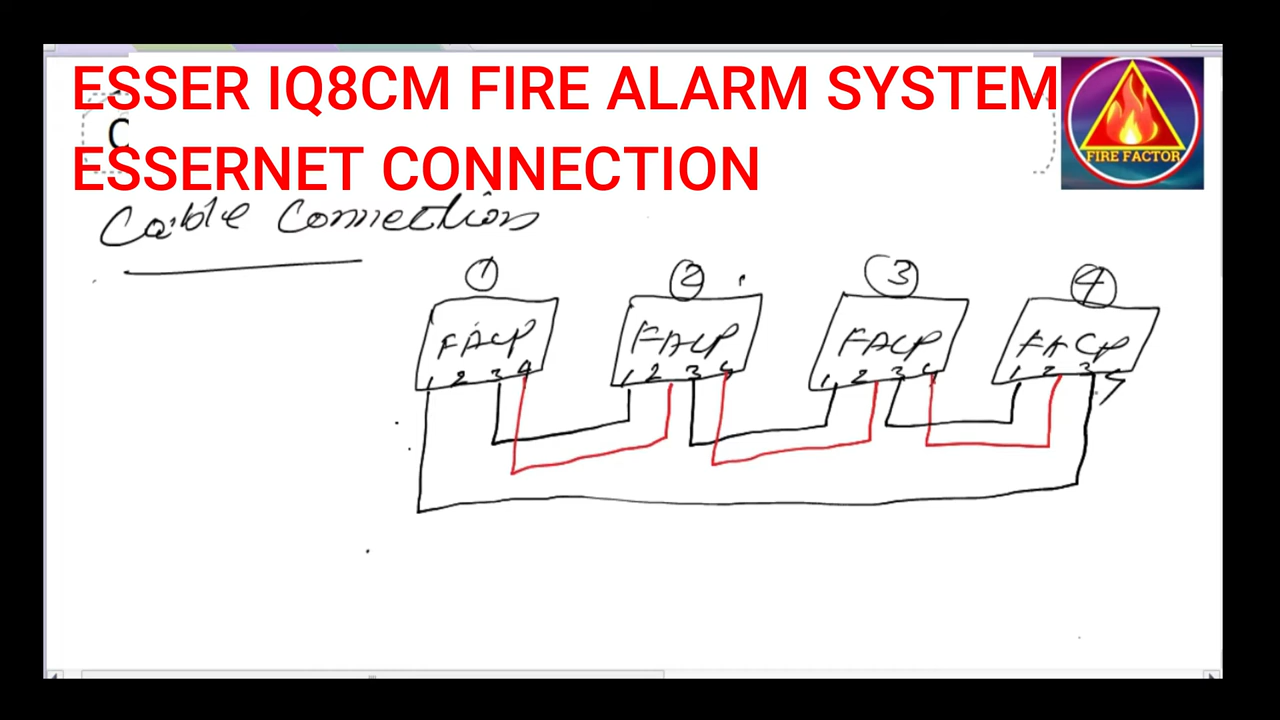 ESSER IQ8CM FIRE ALARM SYSTEM
ESSERNET CONNECTION
FIRE FACTOR
Cable Connection
1 2 3 4
FACP FACP FACP FACP
1 2 3 4 1 2 3 4 1 2 3 4 1 2 3